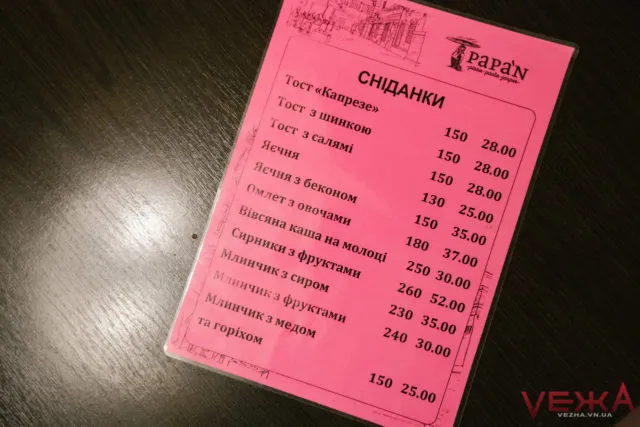 PAPA'N
СНІДАНКИ
Тост «Капрезе» 150 28.00
Тост з шинкою 150 28.00
Тост з салямі 150 28.00
Яєчня 130 25.00
Яєчня з беконом 150 35.00
Омлет з овочами 180 37.00
Вівсяна каша на молоці 250 30.00
Сирники з фруктами 260 52.00
Млинчик з сиром 230 35.00
Млинчик з фруктами 240 30.00
Млинчик з медом
та горіхом 150 25.00
VЕЖА
VEZHA.VN.UA